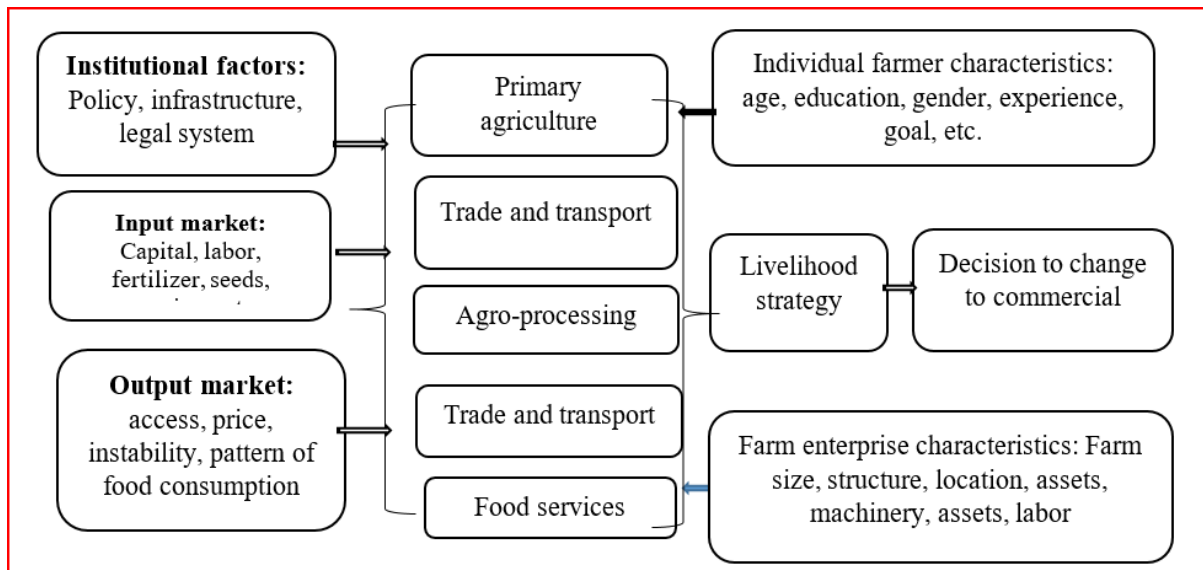 Institutional factors:
Policy, infrastructure,
legal system
Input market:
Capital, labor,
fertilizer, seeds,
Output market:
access, price,
instability, pattern of
food consumption
Primary
agriculture
Trade and transport
Agro-processing
Trade and transport
Food services
Individual farmer characteristics:
age, education, gender, experience,
goal, etc.
Livelihood
strategy
Decision to change
to commercial
Farm enterprise characteristics: Farm
size, structure, location, assets,
machinery, assets, labor